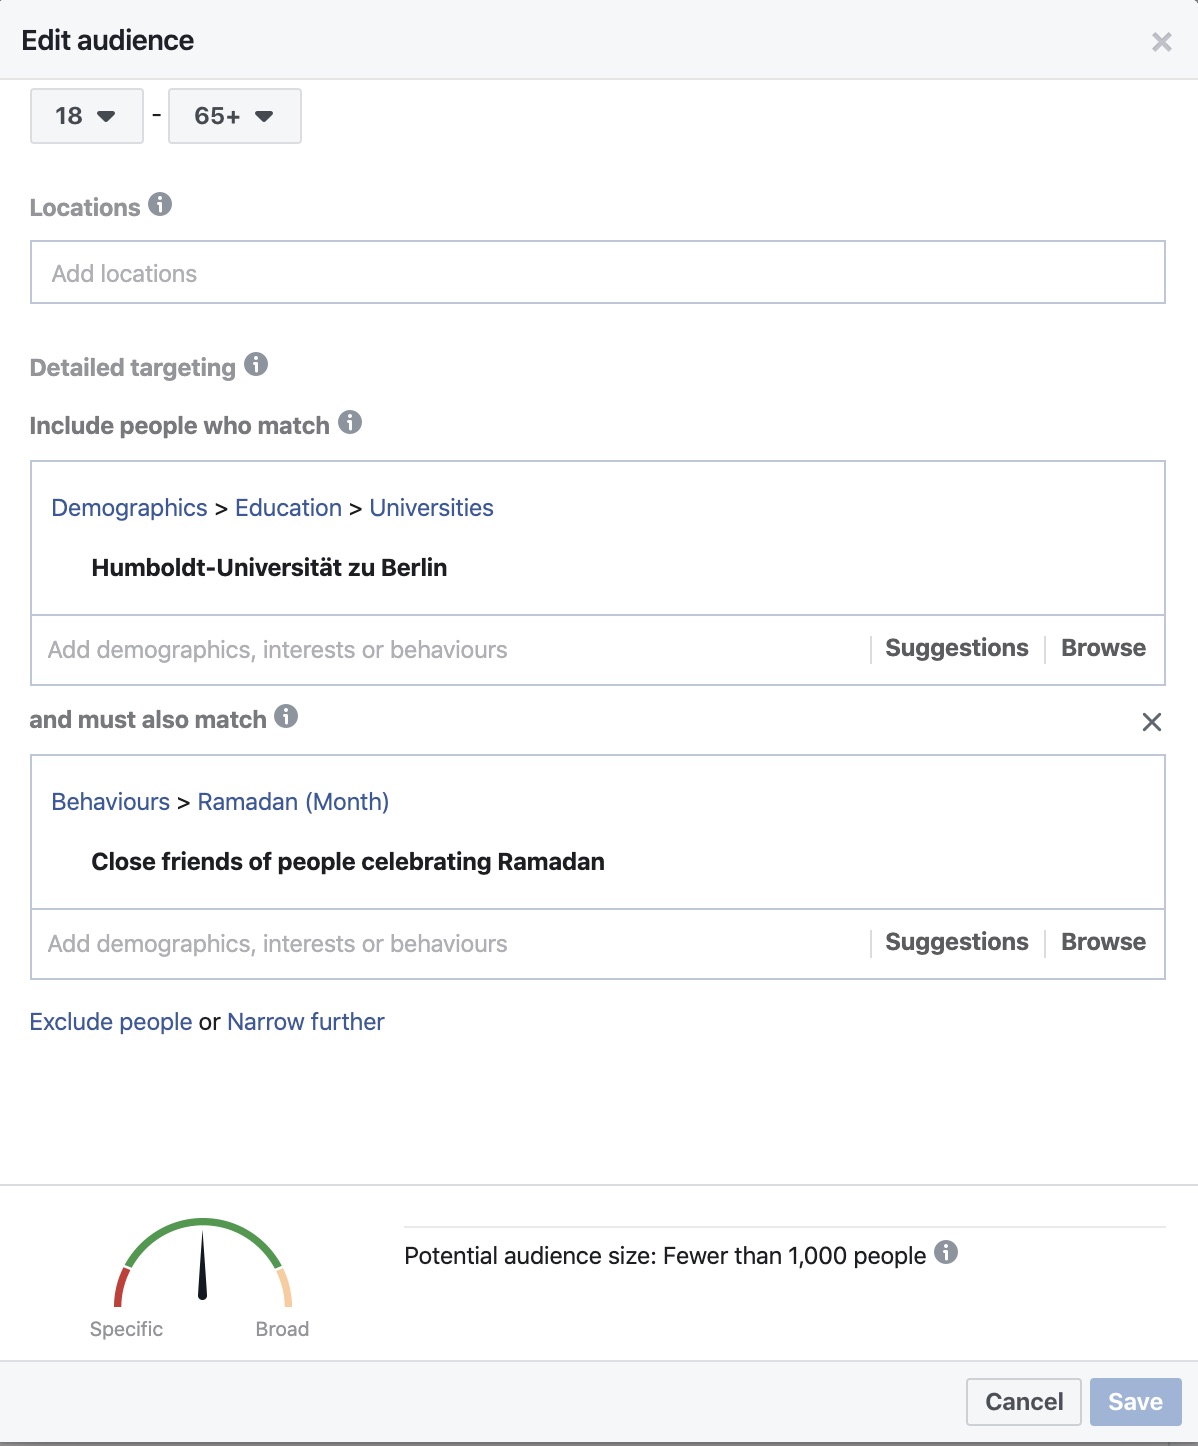 Edit audience
18 - 65+
Locations
Add locations
Detailed targeting
Include people who match
Demographics > Education > Universities
Humboldt-Universität zu Berlin
Add demographics, interests or behaviours Suggestions Browse
and must also match
Behaviours > Ramadan (Month)
Close friends of people celebrating Ramadan
Add demographics, interests or behaviours Suggestions Browse
Exclude people or Narrow further
Potential audience size: Fewer than 1,000 people
Specific Broad
Cancel Save